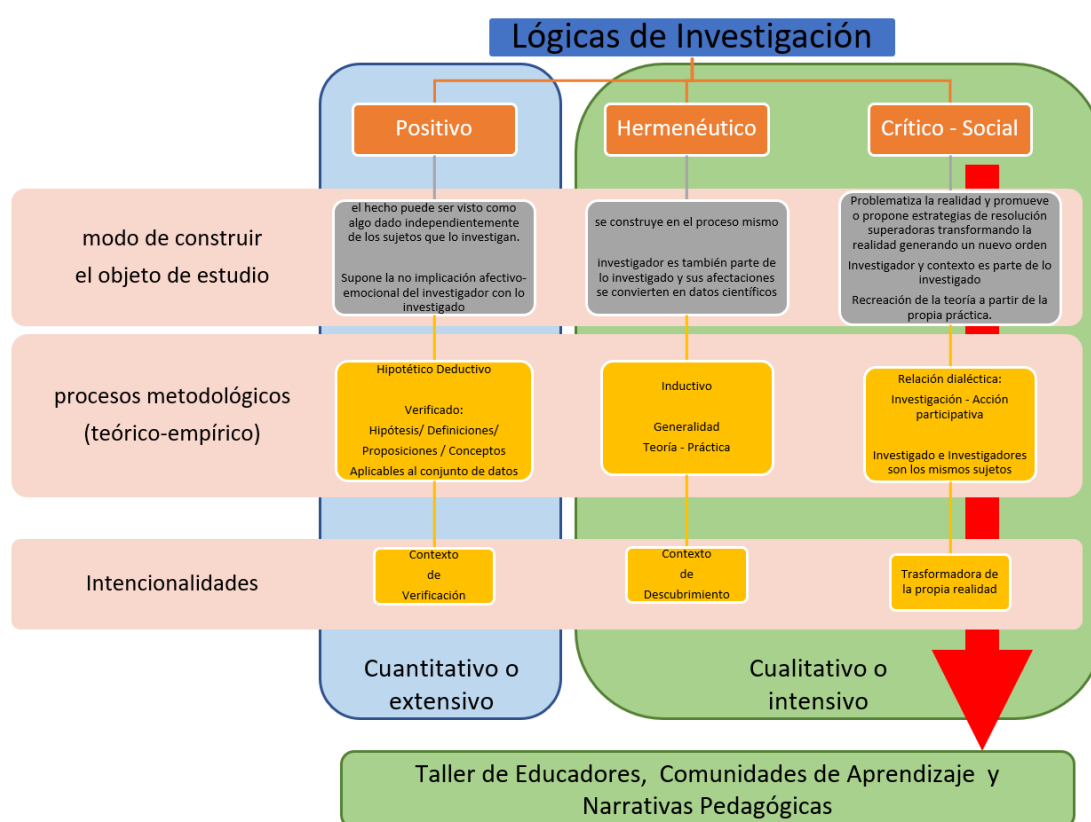 Lógicas de Investigación
Positivo
Hermenéutico
Crítico - Social
modo de construir
el objeto de estudio
el hecho puede ser visto como
algo dado independientemente
de los sujetos que lo investigan.
Supone la no implicación afectivo-
emocional del investigador con lo
investigado
se construye en el proceso mismo
investigador es también parte de
lo investigado y sus afectaciones
se convierten en datos científicos
Problematiza la realidad y promueve
o propone estrategias de resolución
superadoras transformando la
realidad generando un nuevo orden
Investigador y contexto es parte de lo
investigado
Recreación de la teoría a partir de la
propia práctica.
procesos metodológicos
(teórico-empírico)
Hipotético Deductivo
Verificado:
Hipótesis/ Definiciones/
Proposiciones / Conceptos
Aplicables al conjunto de datos
Inductivo
Generalidad
Teoría - Práctica
Relación dialéctica:
Investigación - Acción
participativa
Investigado e Investigadores
son los mismos sujetos
Intencionalidades
Contexto
de
Verificación
Contexto
de
Descubrimiento
Trasformadora de
la propia realidad
Cuantitativo o
extensivo
Cualitativo o
intensivo
Taller de Educadores, Comunidades de Aprendizaje y
Narrativas Pedagógicas